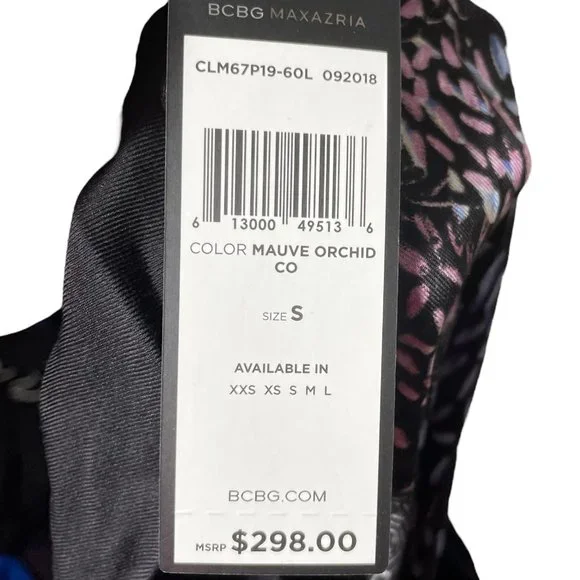 BCBG MAXAZRIA
CLM67P19-60L 092018
6 13000 49513 6
COLOR MAUVE ORCHID
CO
SIZE S
AVAILABLE IN
XXS XS S M L
BCBG.COM
MSRP $298.00